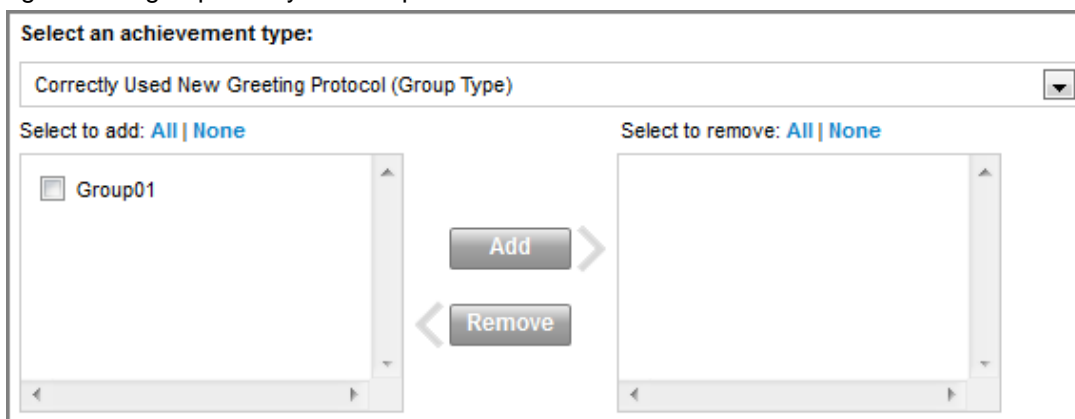 Select an achievement type:
Correctly Used New Greeting Protocol (Group Type)
Select to add: All | None
Select to remove: All | None
Group01
Add
Remove